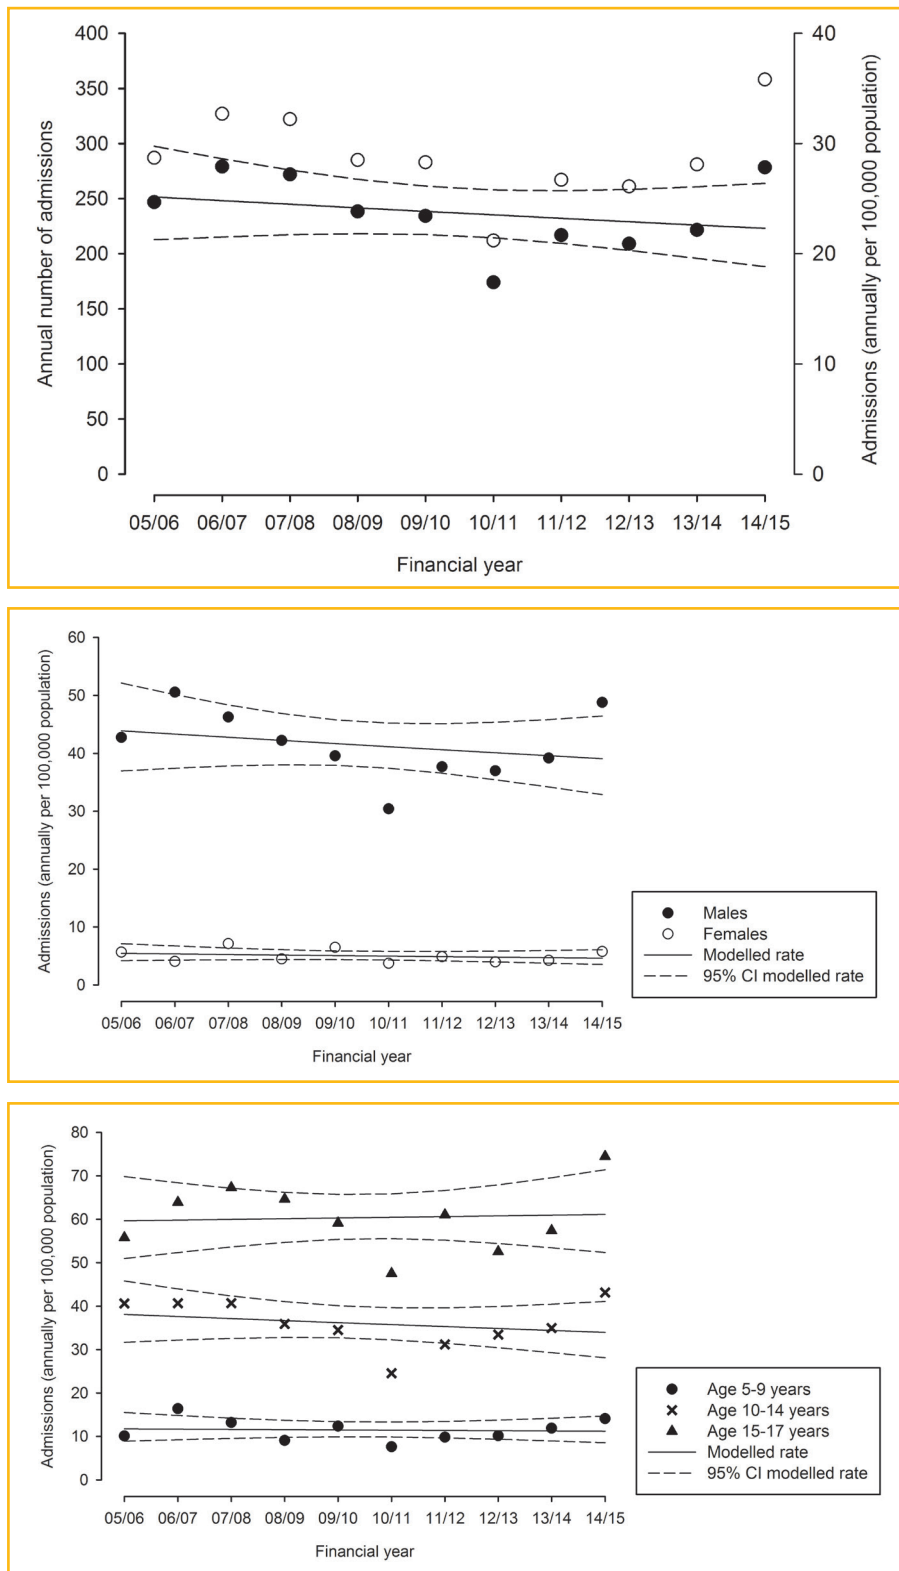 400
350
300
250
200
150
100
50
0
Annual number of admissions
40
30
20
10
0
Admissions (annually per 100,000 population)
05/06 06/07 07/08 08/09 09/10 10/11 11/12 12/13 13/14 14/15
Financial year
60
50
40
30
20
10
0
Admissions (annually per 100,000 population)
Males
Females
Modelled rate
95% CI modelled rate
05/06 06/07 07/08 08/09 09/10 10/11 11/12 12/13 13/14 14/15
Financial year
80
70
60
50
40
30
20
10
0
Admissions (annually per 100,000 population)
Age 5-9 years
Age 10-14 years
Age 15-17 years
Modelled rate
95% CI modelled rate
05/06 06/07 07/08 08/09 09/10 10/11 11/12 12/13 13/14 14/15
Financial year